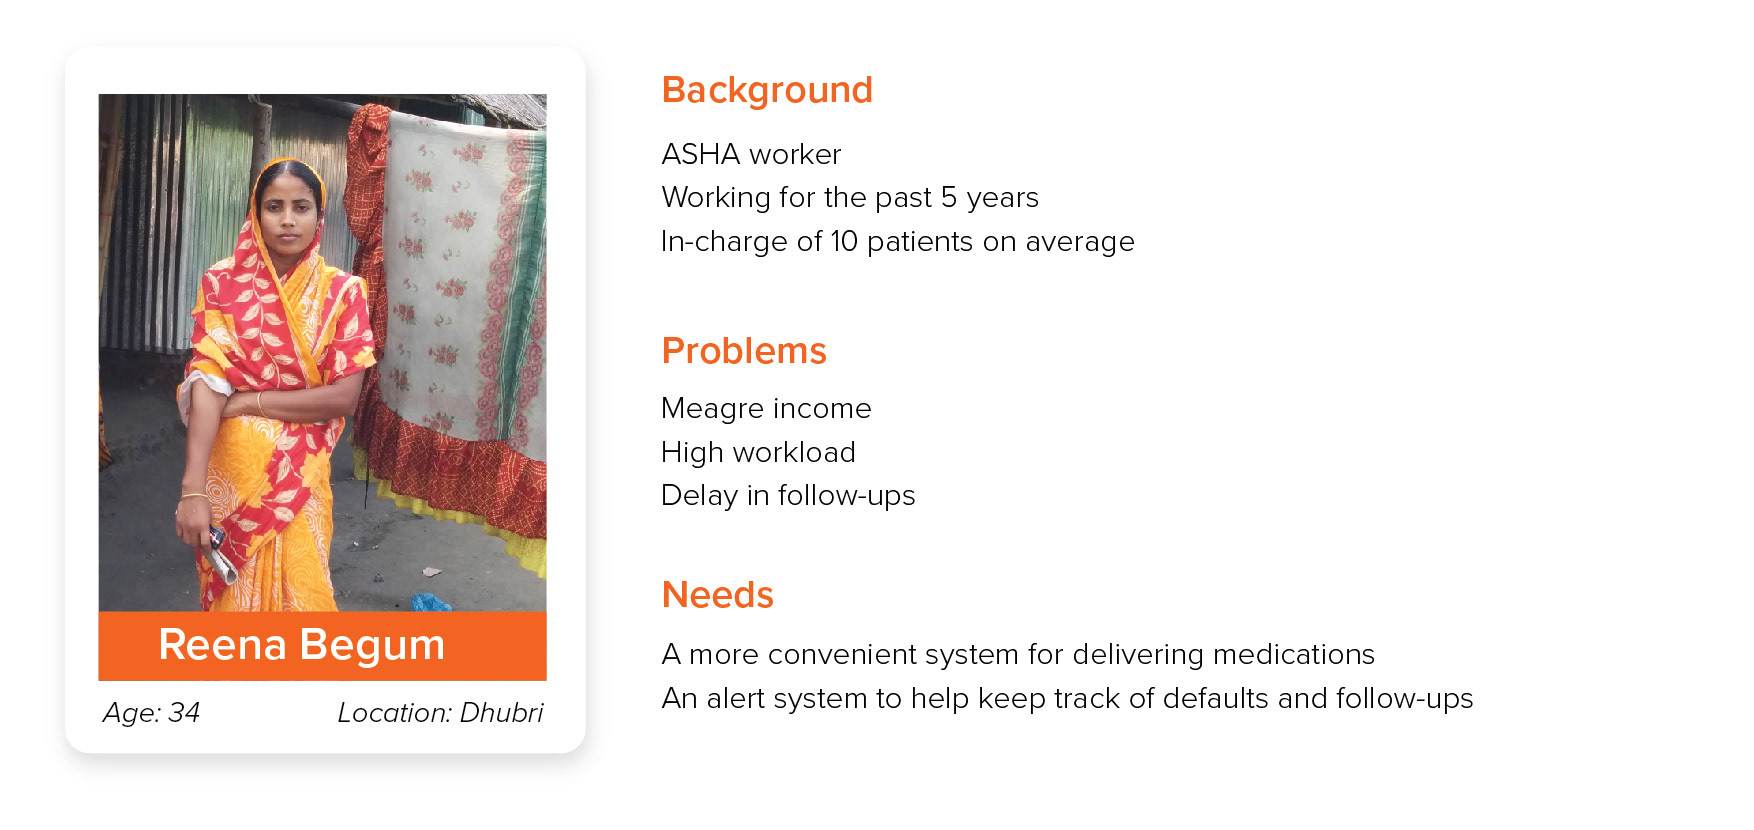 Reena Begum
Age: 34
Location: Dhubri
Background
ASHA worker
Working for the past 5 years
In-charge of 10 patients on average
Problems
Meagre income
High workload
Delay in follow-ups
Needs
A more convenient system for delivering medications
An alert system to help keep track of defaults and follow-ups